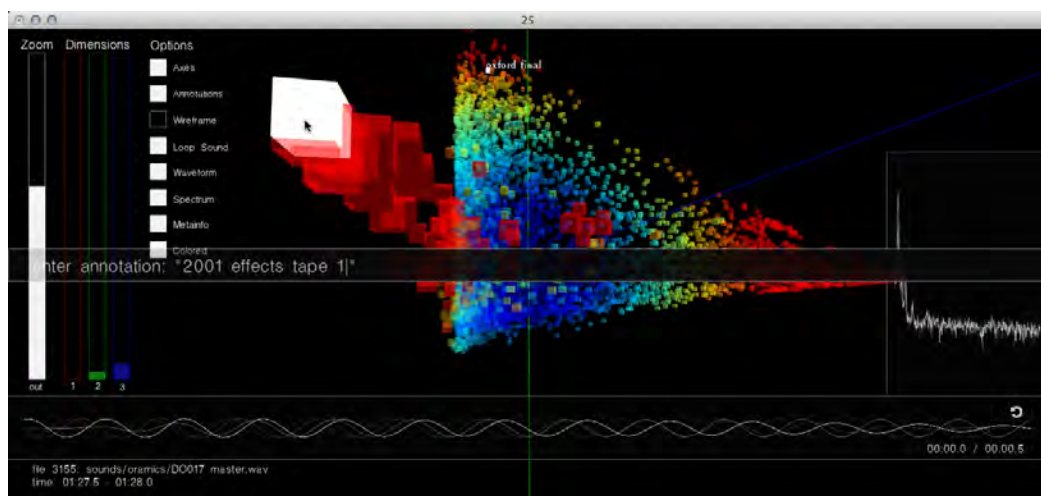 25
Zoom Dimensions Options
Axes
Annotations
Wireframe
Loop Sound
Waveform
Spectrum
Metainfo
Colored
oxford final
enter annotation: "2001 effects tape 1|"
out 1 2 3
00:00.0 / 00:00.5
file 3155: sounds/oramics/DO017 master.wav
time: 01:27.5 - 01:28.0